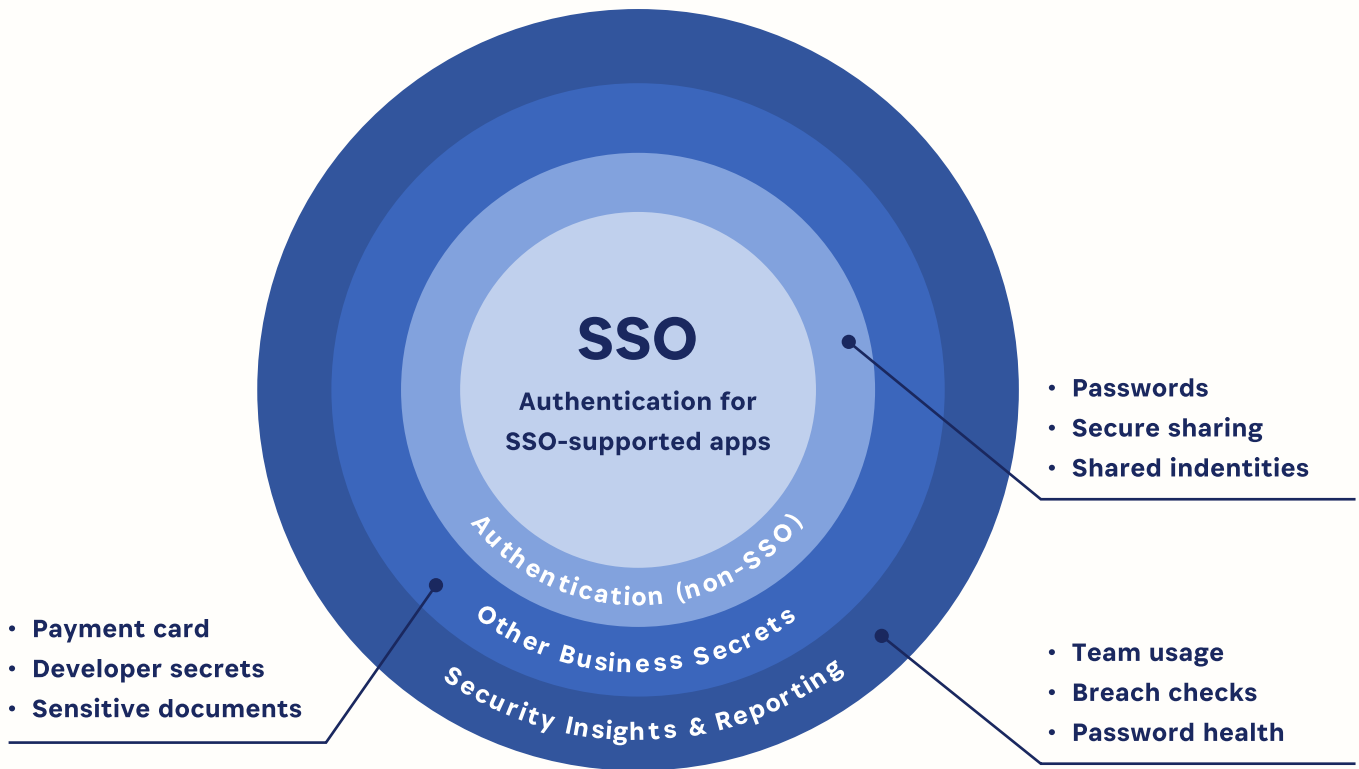 SSO
Authentication for
SSO-supported apps
Authentication (non-SSO)
Other Business Secrets
Security Insights & Reporting
• Passwords
• Secure sharing
• Shared indentities
• Payment card
• Developer secrets
• Sensitive documents
• Team usage
• Breach checks
• Password health